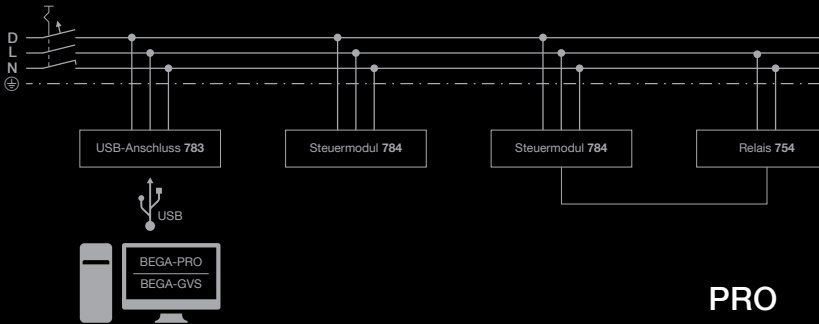 D
L
N
USB-Anschluss 783
Steuermodul 784
Steuermodul 784
Relais 754
USB
BEGA-PRO
BEGA-GVS
PRO